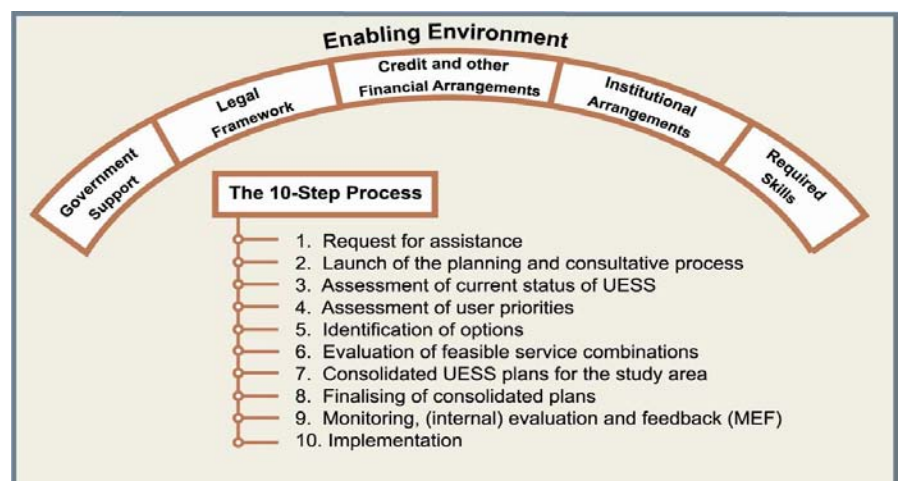 Enabling Environment
Government
Support
Legal
Framework
Credit and other
Financial Arrangements
Institutional
Arrangements
Required
Skills
The 10-Step Process
1. Request for assistance
2. Launch of the planning and consultative process
3. Assessment of current status of UESS
4. Assessment of user priorities
5. Identification of options
6. Evaluation of feasible service combinations
7. Consolidated UESS plans for the study area
8. Finalising of consolidated plans
9. Monitoring, (internal) evaluation and feedback (MEF)
10. Implementation